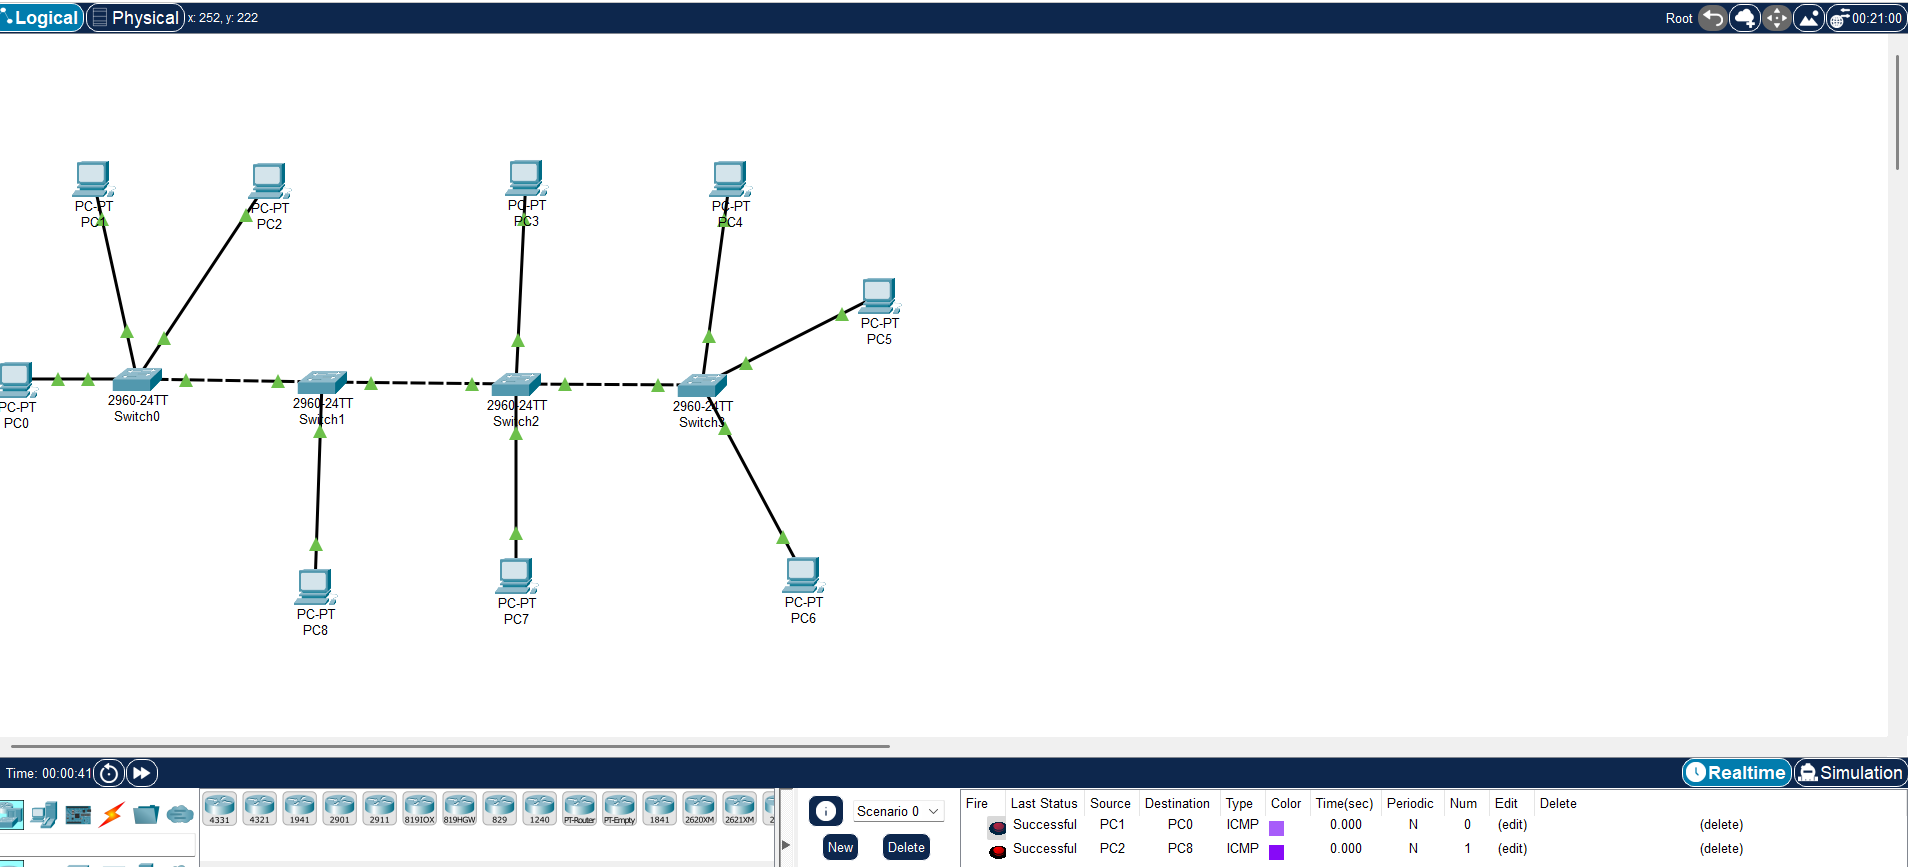 Logical Physical x: 252, y: 222 Root 00:21:00
PC-PT
PC1
PC-PT
PC2
PC-PT
PC3
PC-PT
PC4
PC-PT
PC5
PC-PT
PC0
2960-24TT
Switch0
2960-24TT
Switch1
2960-24TT
Switch2
2960-24TT
Switch3
PC-PT
PC8
PC-PT
PC7
PC-PT
PC6
Time: 00:00:41 Realtime Simulation
4331 4321 1941 2901 2911 819IOX 819HGW 829 1240 PT-Router PT-Empty 1841 2620XM 2621XM 2
Scenario 0
New Delete
Fire Last Status Source Destination Type Color Time(sec) Periodic Num Edit Delete
Successful PC1 PC0 ICMP 0.000 N 0 (edit) (delete)
Successful PC2 PC8 ICMP 0.000 N 1 (edit) (delete)